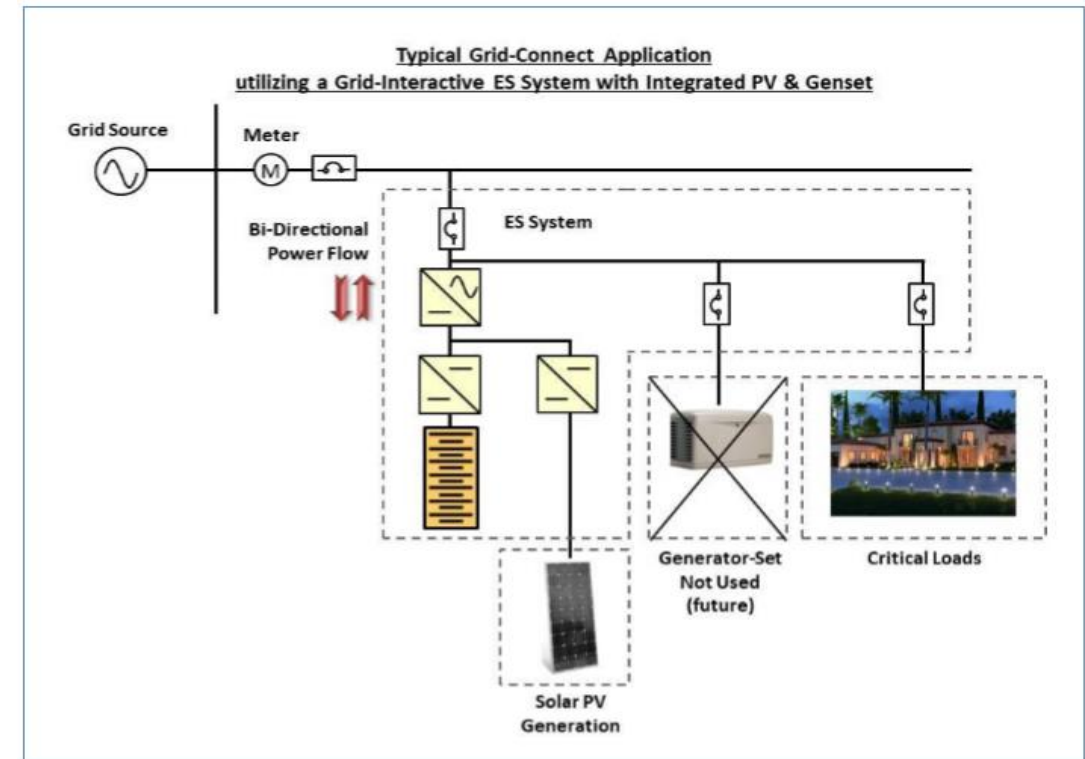 Typical Grid-Connect Application
utilizing a Grid-Interactive ES System with Integrated PV & Genset
Grid Source
Meter
M
Bi-Directional
Power Flow
ES System
Generator-Set
Not Used
(future)
Critical Loads
Solar PV
Generation